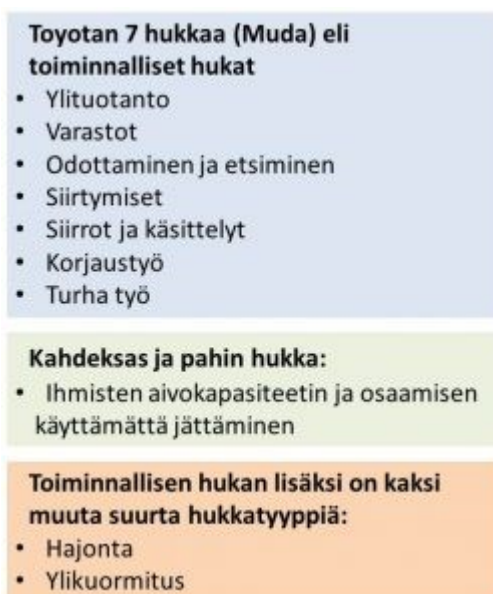 Toyotan 7 hukkaa (Muda) eli
toiminnalliset hukat
• Ylituotanto
• Varastot
• Odottaminen ja etsiminen
• Siirtymiset
• Siirrot ja käsittelyt
• Korjaustyö
• Turha työ
Kahdeksas ja pahin hukka:
• Ihmisten aivokapasiteetin ja osaamisen
käyttämättä jättäminen
Toiminnallisen hukan lisäksi on kaksi
muuta suurta hukkatyyppiä:
• Hajonta
• Ylikuormitus